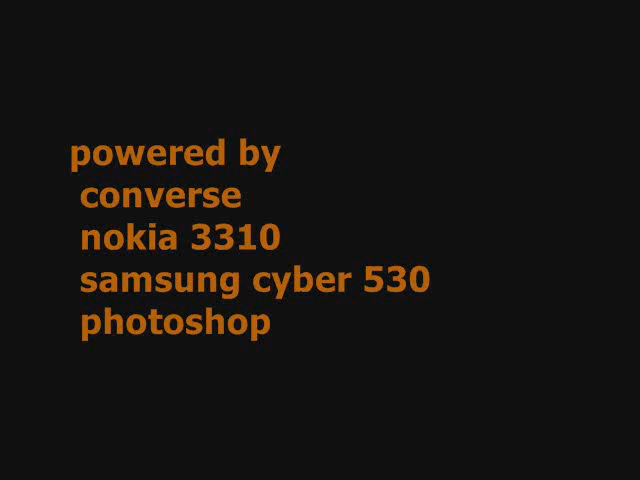 powered by
converse
nokia 3310
samsung cyber 530
photoshop